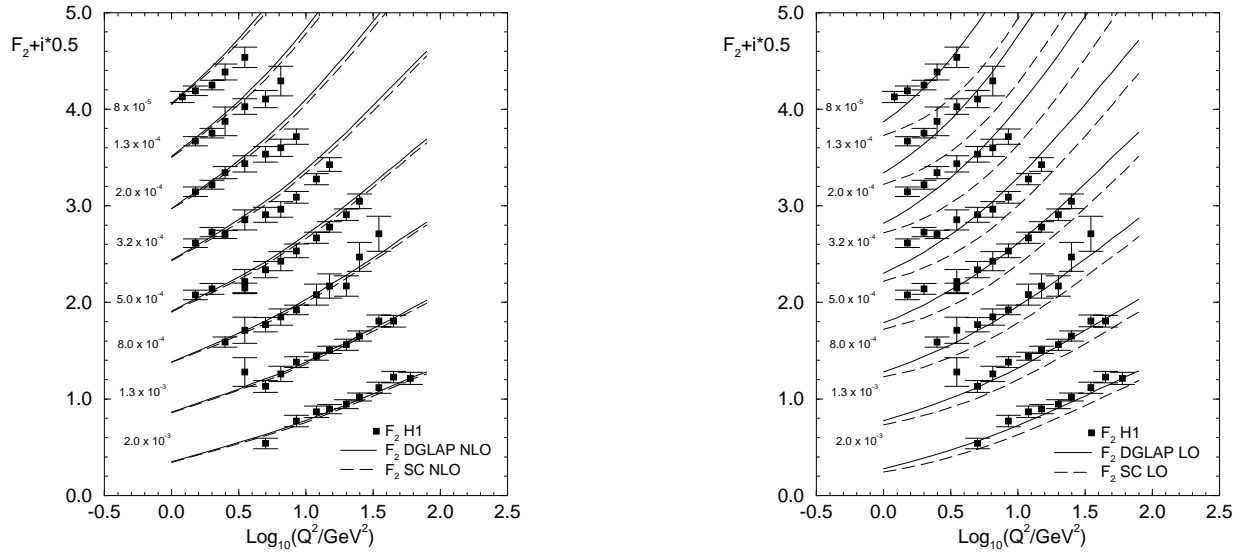 5.0
F₂+i*0.5
8 x 10⁻⁵
4.0
1.3 x 10⁻⁴
2.0 x 10⁻⁴
3.0
3.2 x 10⁻⁴
5.0 x 10⁻⁴
2.0
8.0 x 10⁻⁴
1.3 x 10⁻³
1.0
2.0 x 10⁻³
F₂ H1
F₂ DGLAP NLO
F₂ SC NLO
0.0
-0.5 0.0 0.5 1.0 1.5 2.0 2.5
Log₁₀(Q²/GeV²)
5.0
F₂+i*0.5
8 x 10⁻⁵
4.0
1.3 x 10⁻⁴
2.0 x 10⁻⁴
3.0
3.2 x 10⁻⁴
5.0 x 10⁻⁴
2.0
8.0 x 10⁻⁴
1.3 x 10⁻³
1.0
2.0 x 10⁻³
F₂ H1
F₂ DGLAP LO
F₂ SC LO
0.0
-0.5 0.0 0.5 1.0 1.5 2.0 2.5
Log₁₀(Q²/GeV²)